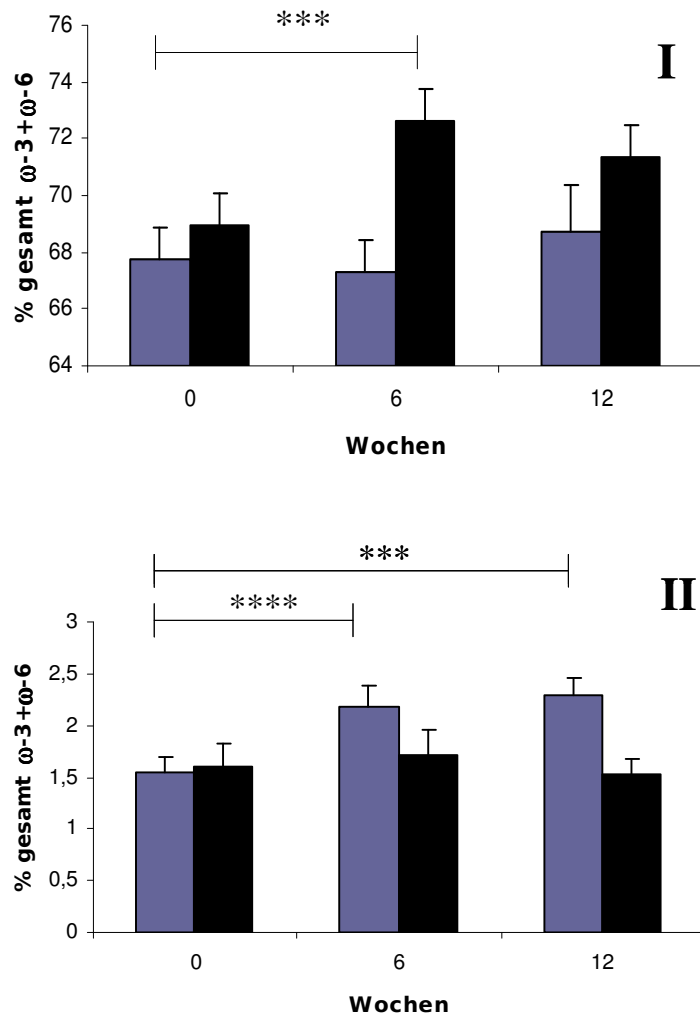 ***
I
76
74
72
70
68
66
64
% gesamt ω-3+ω-6
0 6 12
Wochen
***
II
****
3
2,5
2
1,5
1
0,5
0
% gesamt ω-3+ω-6
0 6 12
Wochen